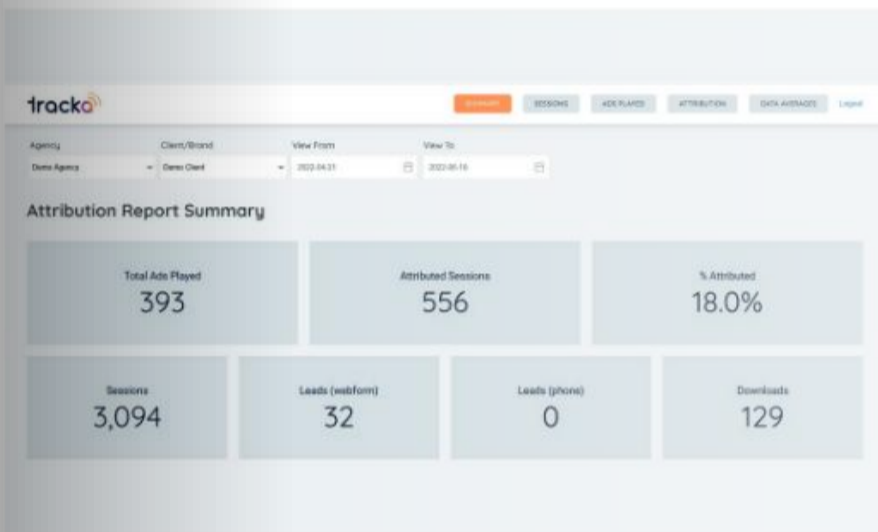 tracka
SUMMARY SESSIONS ADS PLAYED ATTRIBUTION DATA AVERAGES Logout
Agency Client/Brand View From View To
Demo Agency Demo Client
Attribution Report Summary
Total Ads Played Attributed Sessions % Attributed
393 556 18.0%
Sessions Leads (webform) Leads (phone) Downloads
3,094 32 0 129